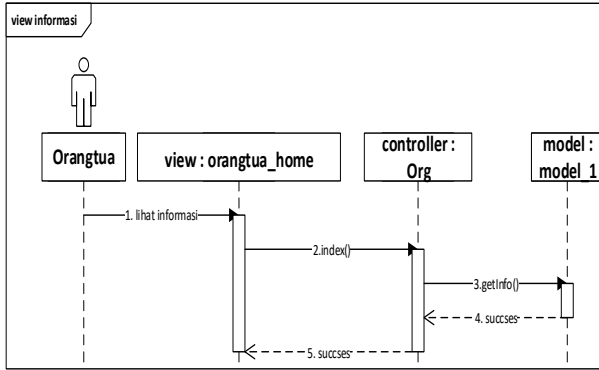 view informasi
Orangtua
view : orangtua_home
controller :
Org
model :
model_1
1. lihat informasi
2.index()
3.getInfo()
4. succses
5. succses